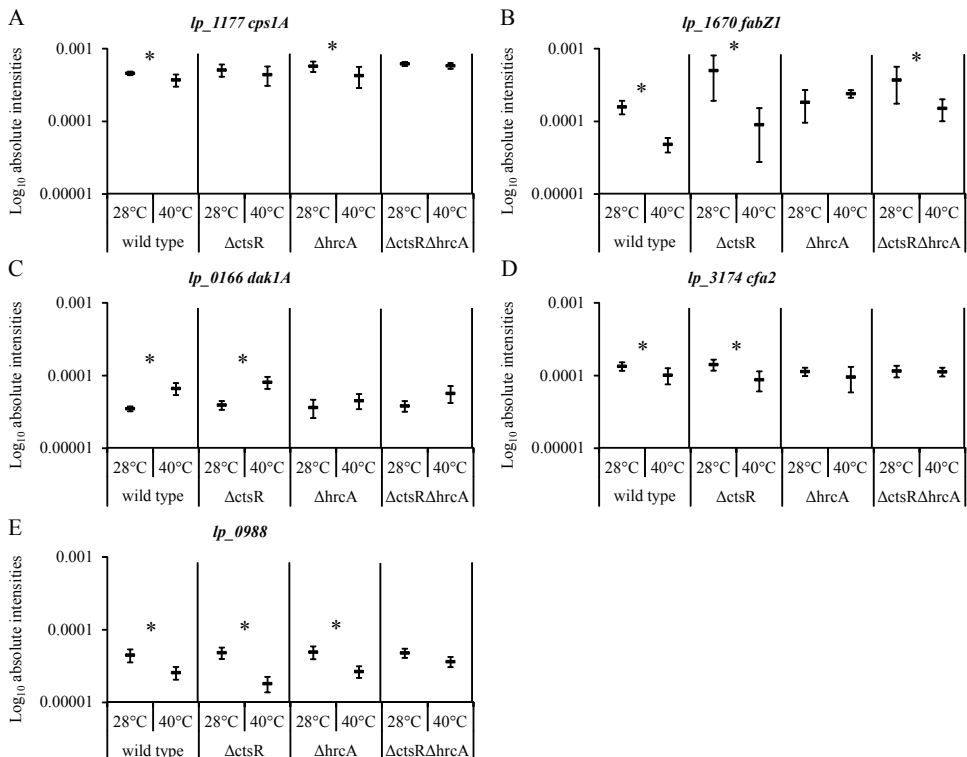 A
lp_1177 cps1A
Log10 absolute intensities
0.001
0.0001
0.00001
*
*
28°C 40°C 28°C 40°C 28°C 40°C 28°C 40°C
wild type ΔctsR ΔhrcA ΔctsRΔhrcA
B
lp_1670 fabZ1
Log10 absolute intensities
0.001
0.0001
0.00001
*
*
*
28°C 40°C 28°C 40°C 28°C 40°C 28°C 40°C
wild type ΔctsR ΔhrcA ΔctsRΔhrcA
C
lp_0166 dak1A
Log10 absolute intensities
0.001
0.0001
0.00001
*
*
28°C 40°C 28°C 40°C 28°C 40°C 28°C 40°C
wild type ΔctsR ΔhrcA ΔctsRΔhrcA
D
lp_3174 cfa2
Log10 absolute intensities
0.001
0.0001
0.00001
*
*
28°C 40°C 28°C 40°C 28°C 40°C 28°C 40°C
wild type ΔctsR ΔhrcA ΔctsRΔhrcA
E
lp_0988
Log10 absolute intensities
0.001
0.0001
0.00001
*
*
*
28°C 40°C 28°C 40°C 28°C 40°C 28°C 40°C
wild type ΔctsR ΔhrcA ΔctsRΔhrcA